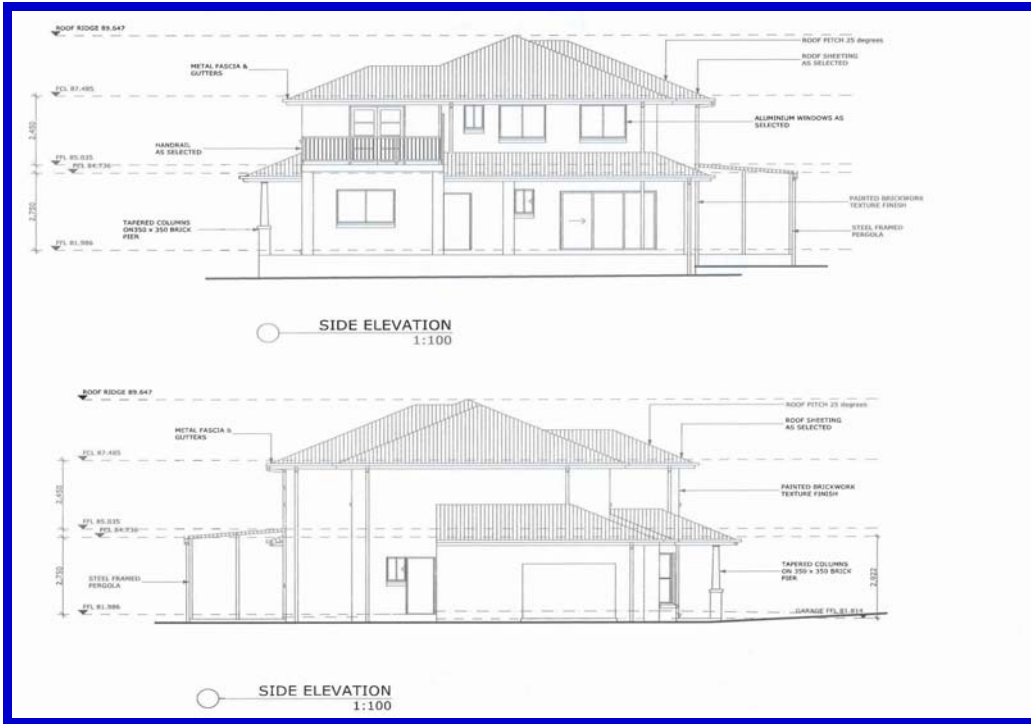 ROOF RIDGE 89.647
ROOF PITCH 25 degrees
ROOF SHEETING
AS SELECTED
METAL FASCIA &
GUTTERS
FCL 87.485
ALUMINIUM WINDOWS AS
SELECTED
2,450
HANDRAIL
AS SELECTED
FFL 85.035
FCL 84.736
PAINTED BRICKWORK
TEXTURE FINISH
2,750
TAPERED COLUMNS
ON350 x 350 BRICK
PIER
STEEL FRAMED
PERGOLA
FFL 81.986
SIDE ELEVATION
1:100
ROOF RIDGE 89.647
ROOF PITCH 25 degrees
ROOF SHEETING
AS SELECTED
METAL FASCIA &
GUTTERS
FCL 87.485
PAINTED BRICKWORK
TEXTURE FINISH
2,450
FFL 85.035
FCL 84.736
STEEL FRAMED
PERGOLA
2,750
TAPERED COLUMNS
ON 350 x 350 BRICK
PIER
2,922
FFL 81.986
GARAGE FFL 81.814
SIDE ELEVATION
1:100